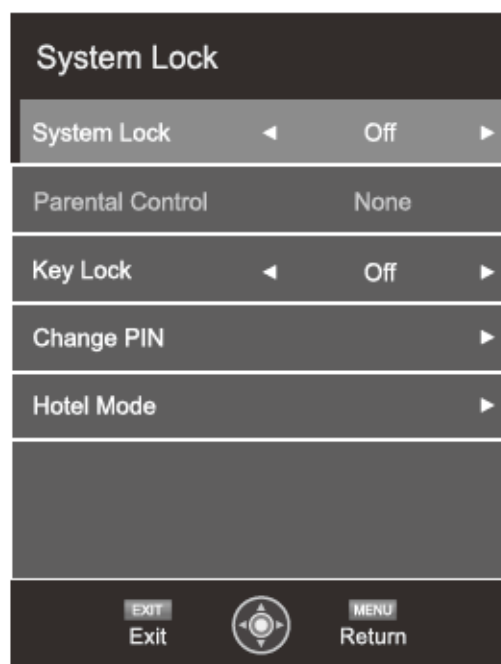 System Lock
System Lock ◄ Off ►
Parental Control None
Key Lock ◄ Off ►
Change PIN ►
Hotel Mode ►
EXIT MENU
Exit Return